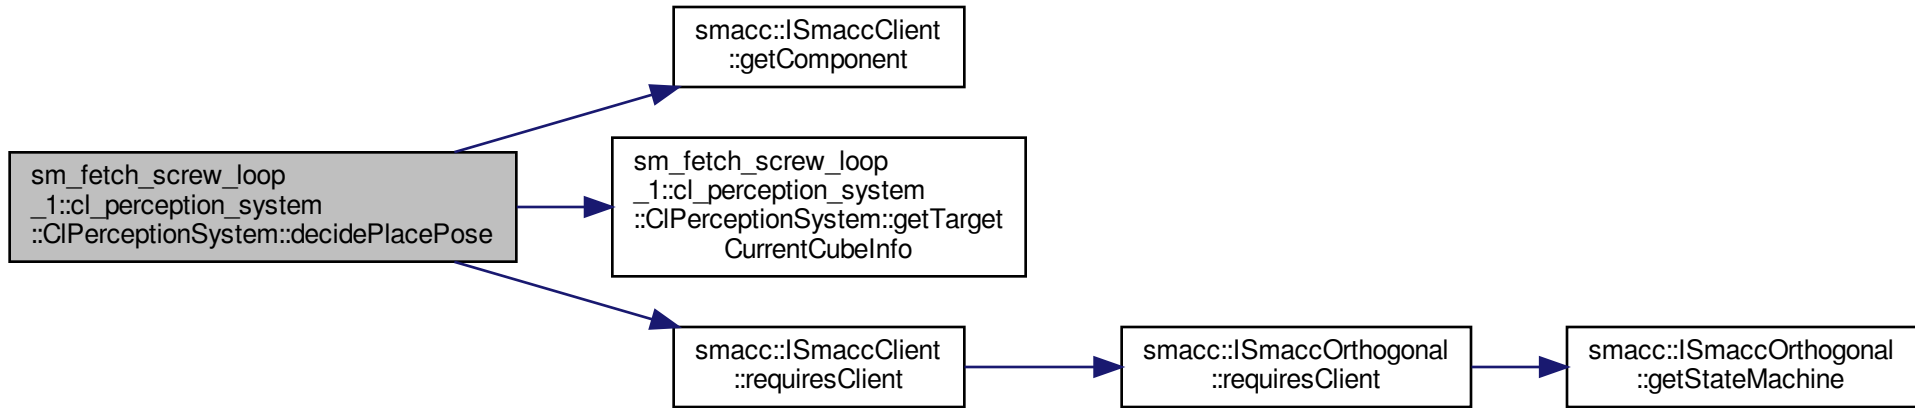 smacc::ISmaccClient
::getComponent
sm_fetch_screw_loop
_1::cl_perception_system
::ClPerceptionSystem::decidePlacePose
sm_fetch_screw_loop
_1::cl_perception_system
::ClPerceptionSystem::getTarget
CurrentCubeInfo
smacc::ISmaccClient
::requiresClient
smacc::ISmaccOrthogonal
::requiresClient
smacc::ISmaccOrthogonal
::getStateMachine